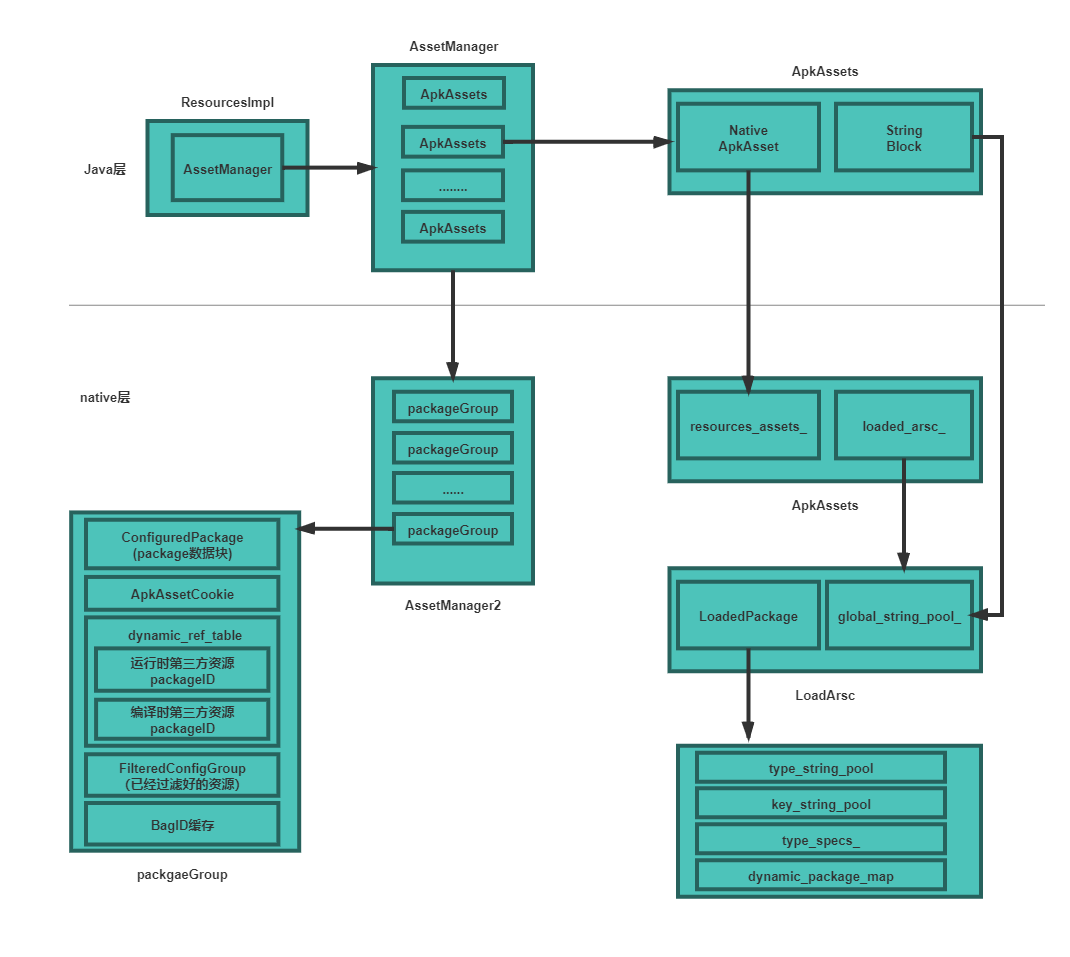 AssetManager
ApkAssets
ResourcesImpl
ApkAssets
Native
ApkAsset
String
Block
ApkAssets
Java层
AssetManager
........
ApkAssets
native层
packageGroup
packageGroup
......
packageGroup
AssetManager2
resources_assets_
loaded_arsc_
ApkAssets
ConfiguredPackage
(package数据块)
ApkAssetCookie
dynamic_ref_table
运行时第三方资源
packageID
编译时第三方资源
packageID
FilteredConfigGroup
(已经过滤好的资源)
BagID缓存
packgaeGroup
LoadedPackage
global_string_pool_
LoadArsc
type_string_pool
key_string_pool
type_specs_
dynamic_package_map